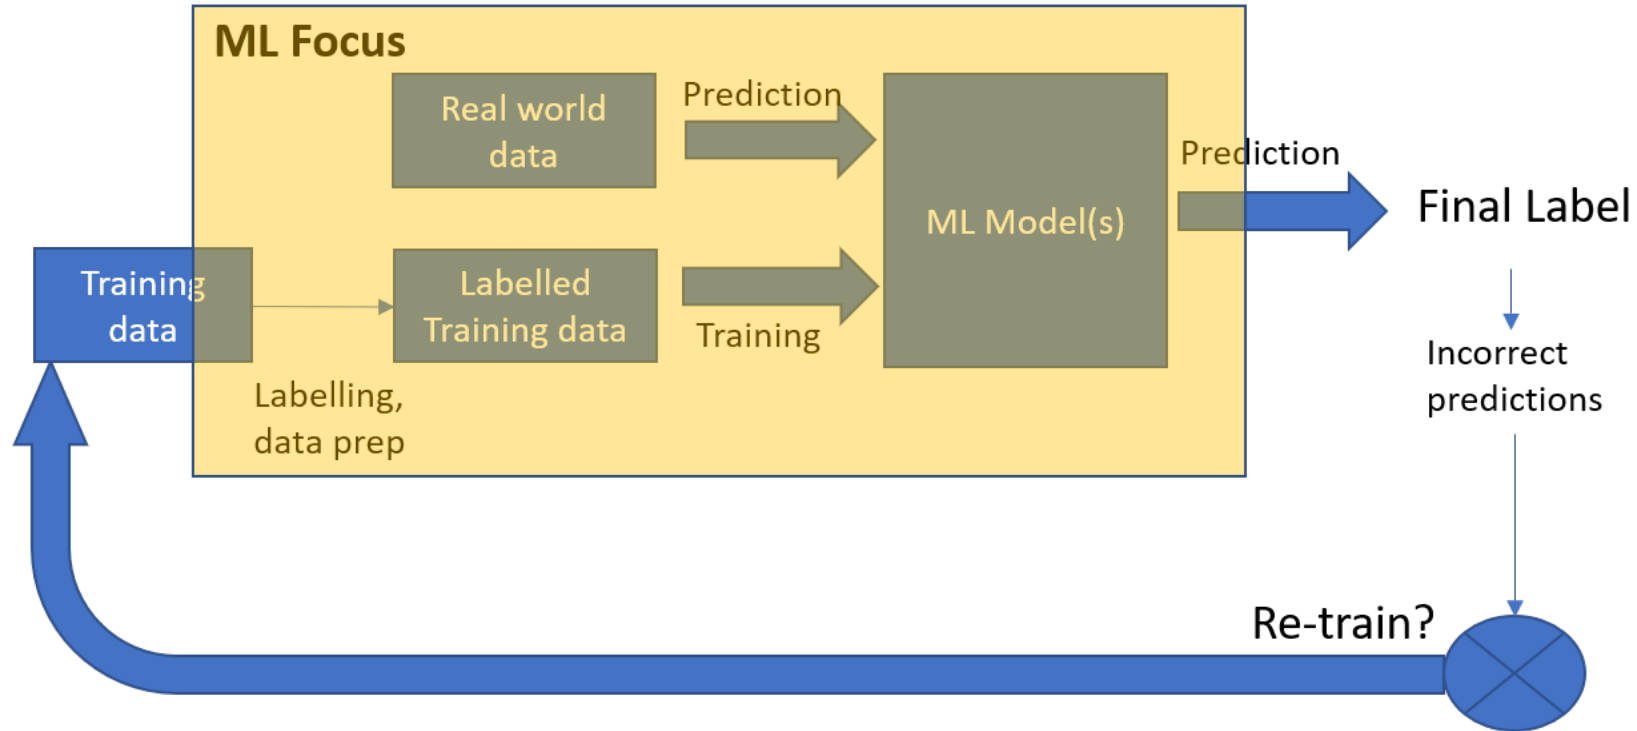 ML Focus
Real world
data
Prediction
ML Model(s)
Prediction
Final Label
Training
data
Labelled
Training data
Training
Labelling,
data prep
Incorrect
predictions
Re-train?